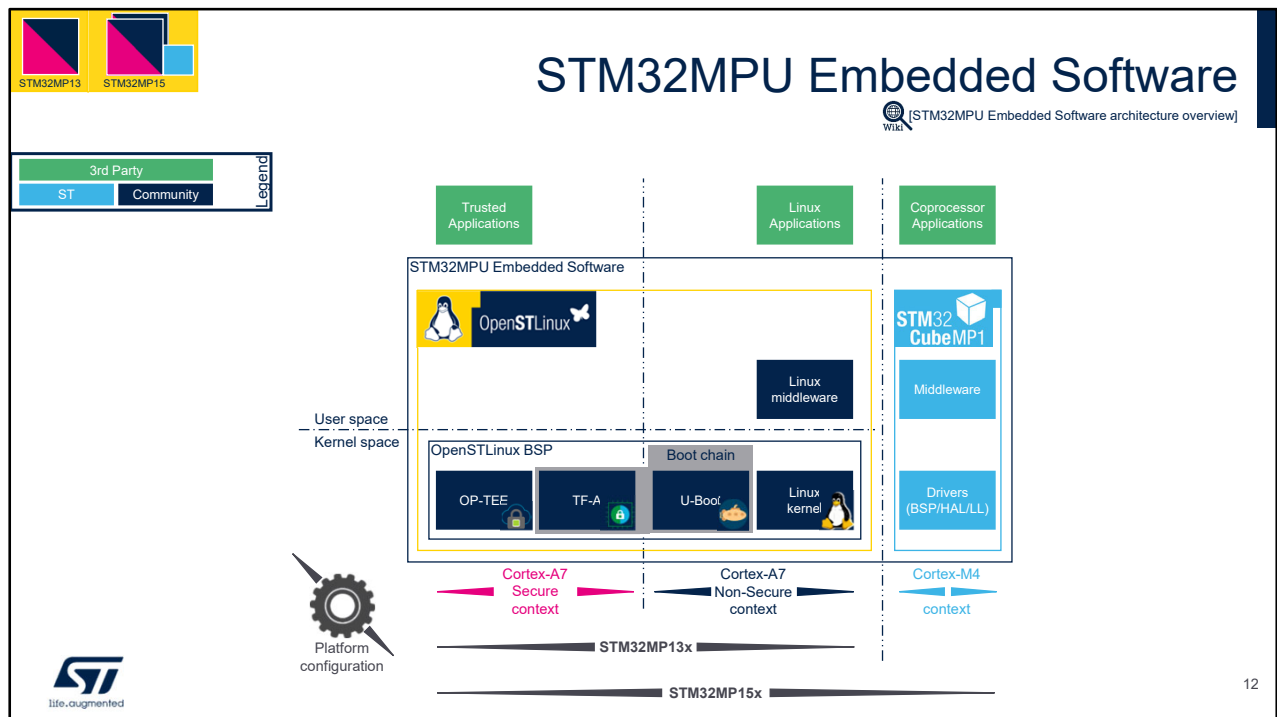 STM32MP13
STM32MP15
STM32MPU Embedded Software
Wiki
[STM32MPU Embedded Software architecture overview]
3rd Party
ST
Community
Legend
Trusted
Applications
Linux
Applications
Coprocessor
Applications
STM32MPU Embedded Software
OpenSTLinux
STM32
CubeMP1
Linux
middleware
Middleware
User space
Kernel space
OpenSTLinux BSP
Boot chain
OP-TEE
TF-A
U-Boot
Linux
kernel
Drivers
(BSP/HAL/LL)
Cortex-A7
Secure
context
Cortex-A7
Non-Secure
context
Cortex-M4
context
Platform
configuration
STM32MP13x
STM32MP15x
ST
life.augmented
12